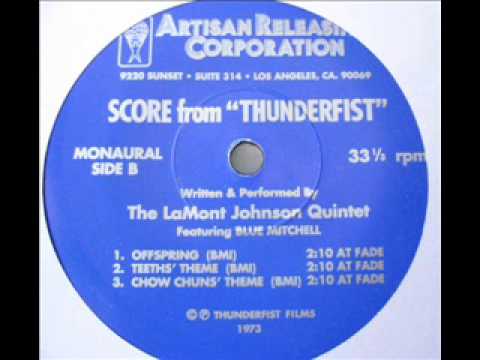 ARTISAN RELEASING
CORPORATION
9220 SUNSET • SUITE 314 • LOS ANGELES, CA. 90069
SCORE from "THUNDERFIST"
MONAURAL 33⅓ rpm
SIDE B
Written & Performed By
The LaMont Johnson Quintet
Featuring BLUE MITCHELL
1. OFFSPRING (BMI) 2:10 AT FADE
2. TEETHS' THEME (BMI) 2:10 AT FADE
3. CHOW CHUNS' THEME (BMI) 2:10 AT FADE
© ℗ THUNDERFIST FILMS
1973